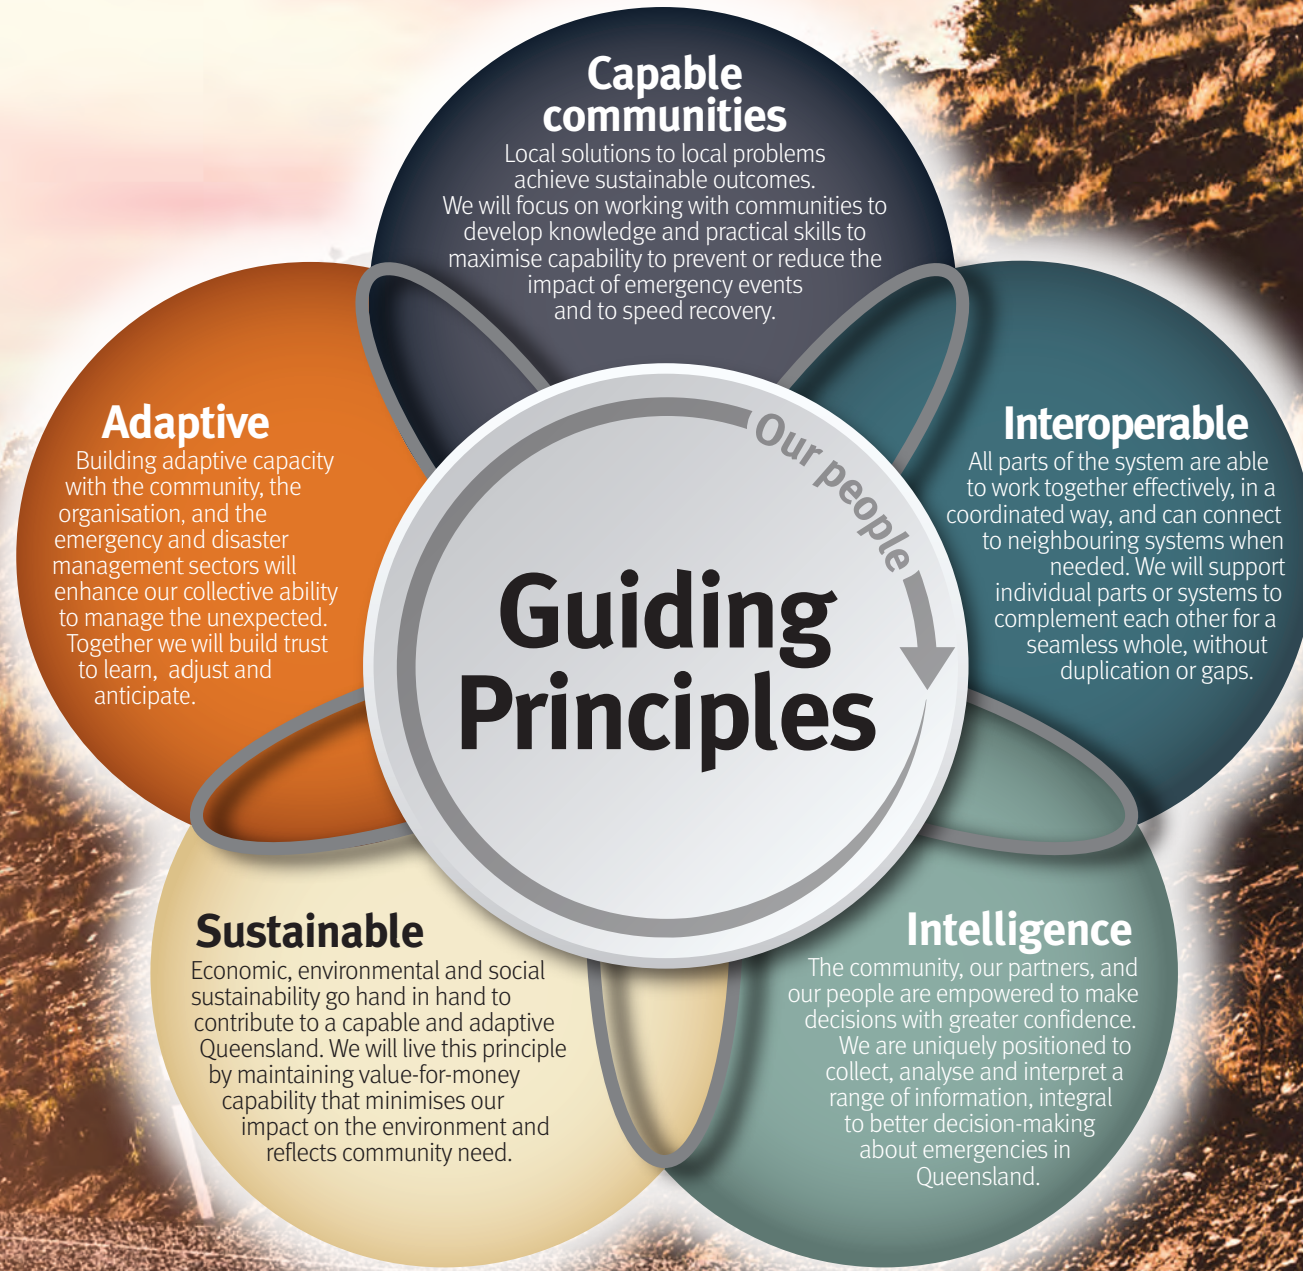 Capable
communities
Local solutions to local problems
achieve sustainable outcomes.
We will focus on working with communities to
develop knowledge and practical skills to
maximise capability to prevent or reduce the
impact of emergency events
and to speed recovery.
Adaptive
Building adaptive capacity
with the community, the
organisation, and the
emergency and disaster
management sectors will
enhance our collective ability
to manage the unexpected.
Together we will build trust
to learn, adjust and
anticipate.
Our people
Guiding
Principles
Interoperable
All parts of the system are able
to work together effectively, in a
coordinated way, and can connect
to neighbouring systems when
needed. We will support
individual parts or systems to
complement each other for a
seamless whole, without
duplication or gaps.
Sustainable
Economic, environmental and social
sustainability go hand in hand to
contribute to a capable and adaptive
Queensland. We will live this principle
by maintaining value-for-money
capability that minimises our
impact on the environment and
reflects community need.
Intelligence
The community, our partners, and
our people are empowered to make
decisions with greater confidence.
We are uniquely positioned to
collect, analyse and interpret a
range of information, integral
to better decision-making
about emergencies in
Queensland.